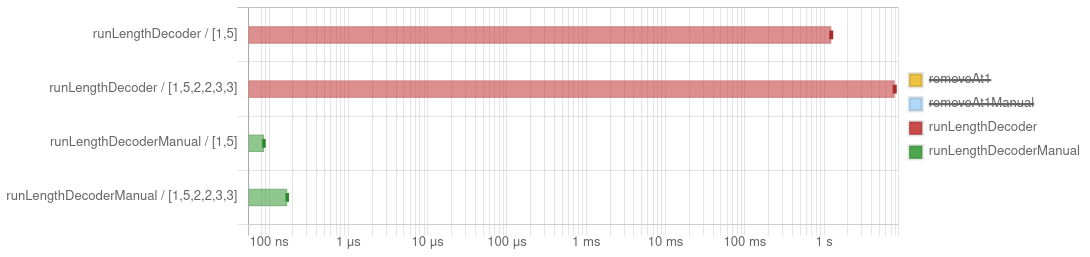 runLengthDecoder / [1,5]
runLengthDecoder / [1,5,2,2,3,3]
runLengthDecoderManual / [1,5]
runLengthDecoderManual / [1,5,2,2,3,3]
100 ns 1 µs 10 µs 100 µs 1 ms 10 ms 100 ms 1 s
removeAt1
removeAt1Manual
runLengthDecoder
runLengthDecoderManual